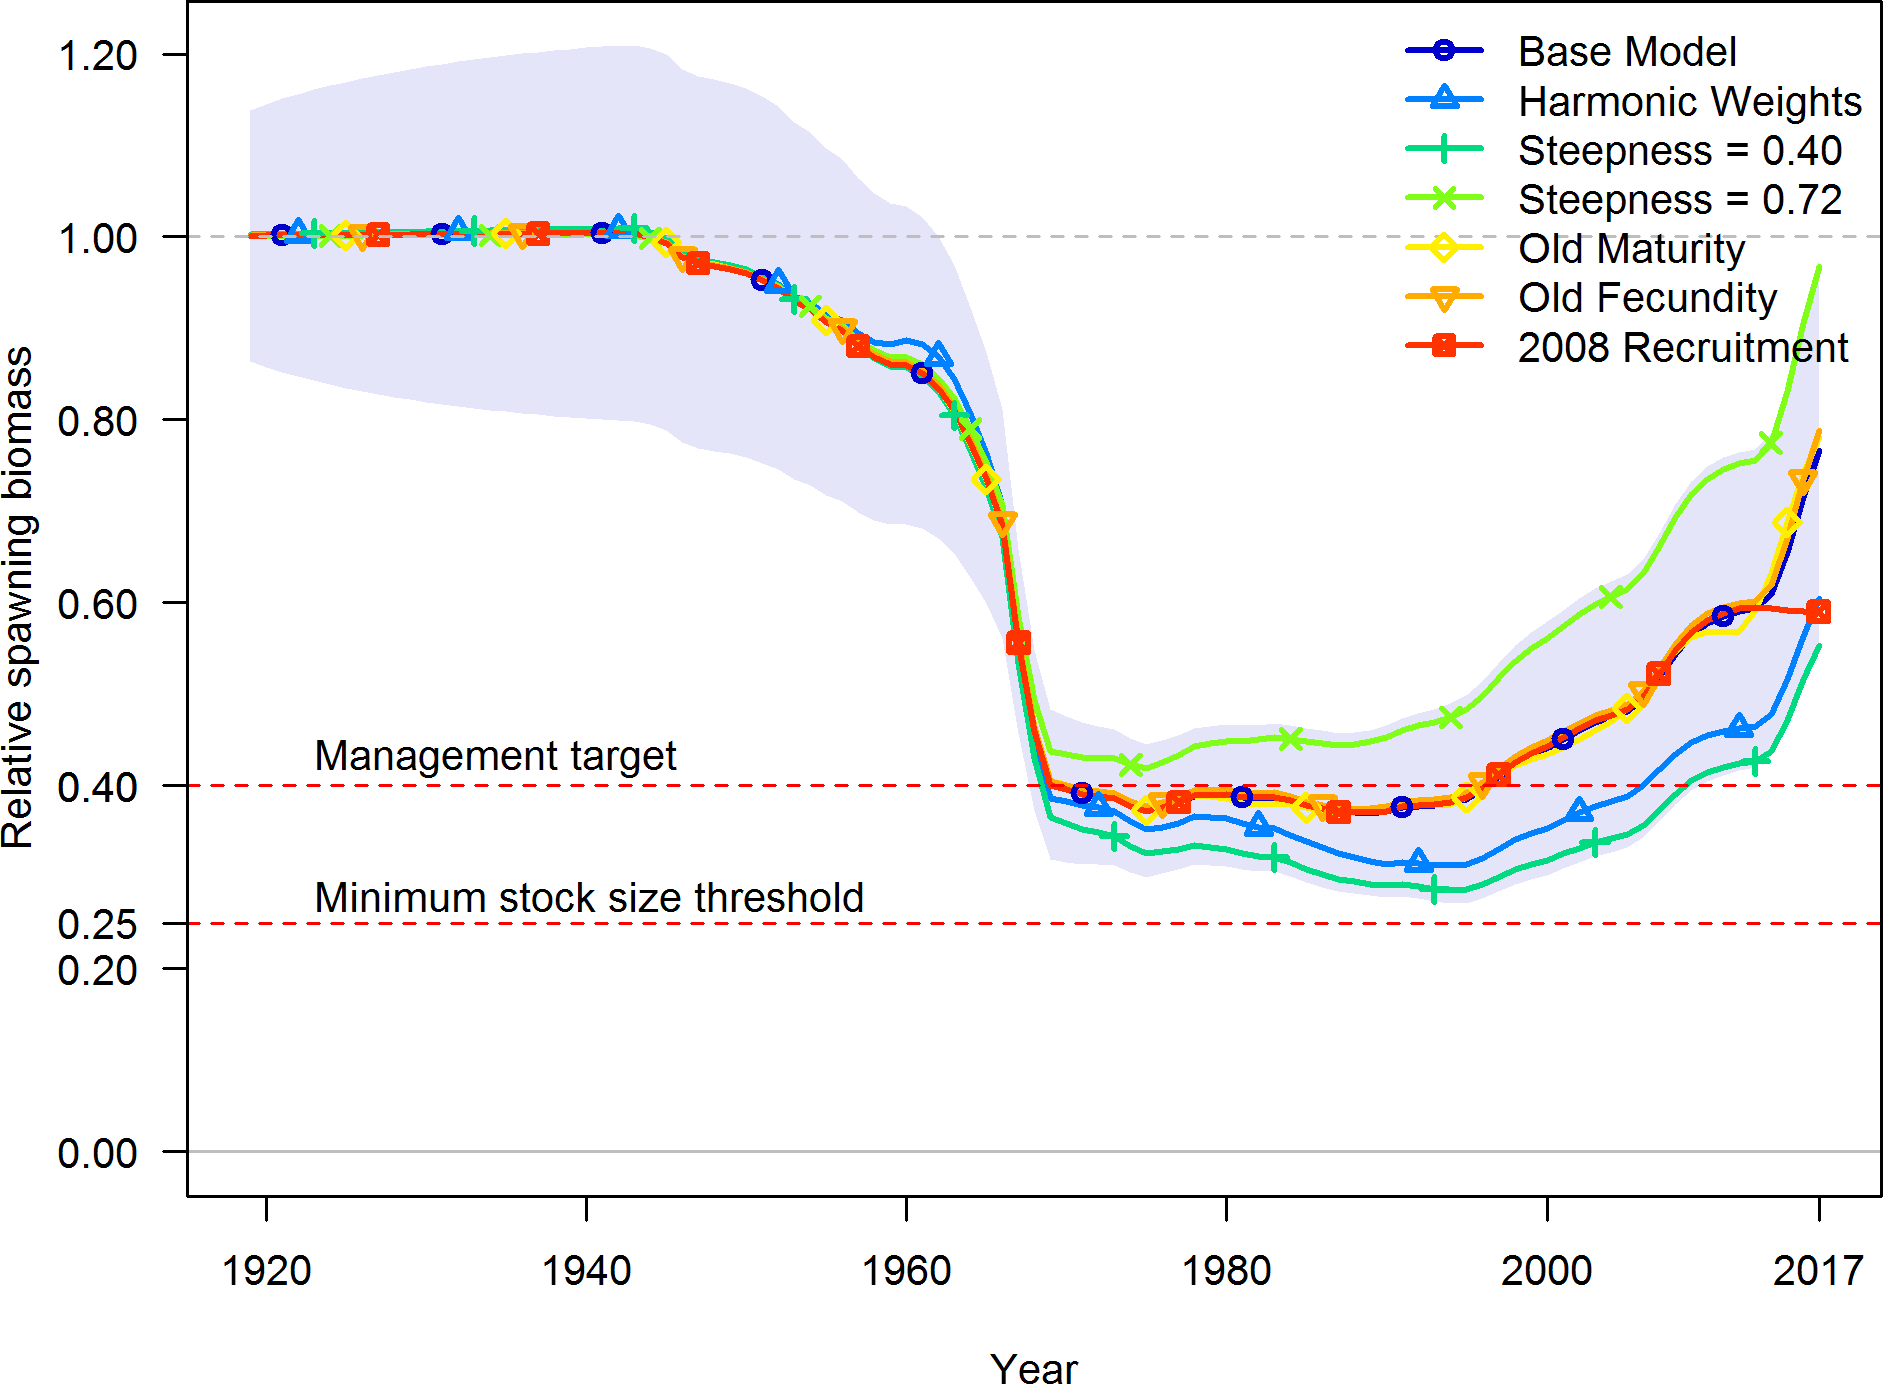 Relative spawning biomass
1.20
1.00
0.80
0.60
0.40
0.25
0.20
0.00
Base Model
Harmonic Weights
Steepness = 0.40
Steepness = 0.72
Old Maturity
Old Fecundity
2008 Recruitment
Management target
Minimum stock size threshold
1920 1940 1960 1980 2000 2017
Year